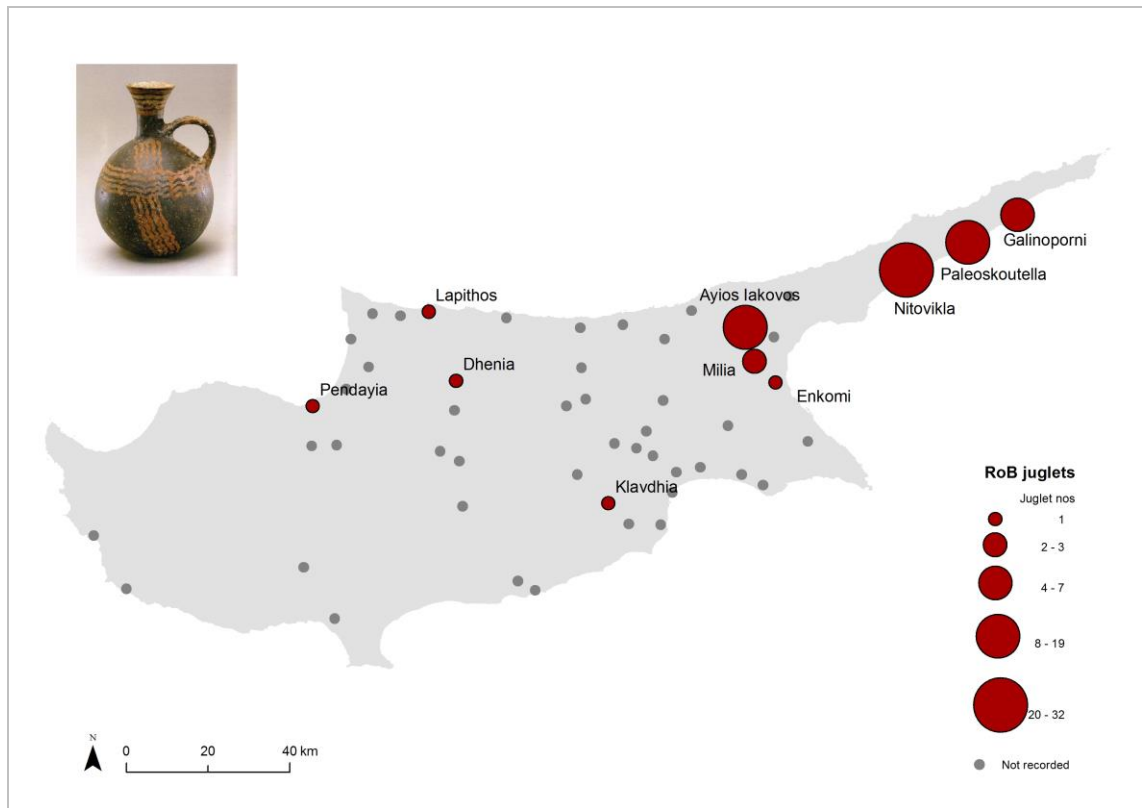 Lapithos
Dhenia
Pendayia
Klavdhia
Ayios Iakovos
Milia
Enkomi
Galinoporni
Paleoskoutella
Nitovikla
RoB juglets
Juglet nos
1
2 - 3
4 - 7
8 - 19
20 - 32
Not recorded
N
0 20 40 km